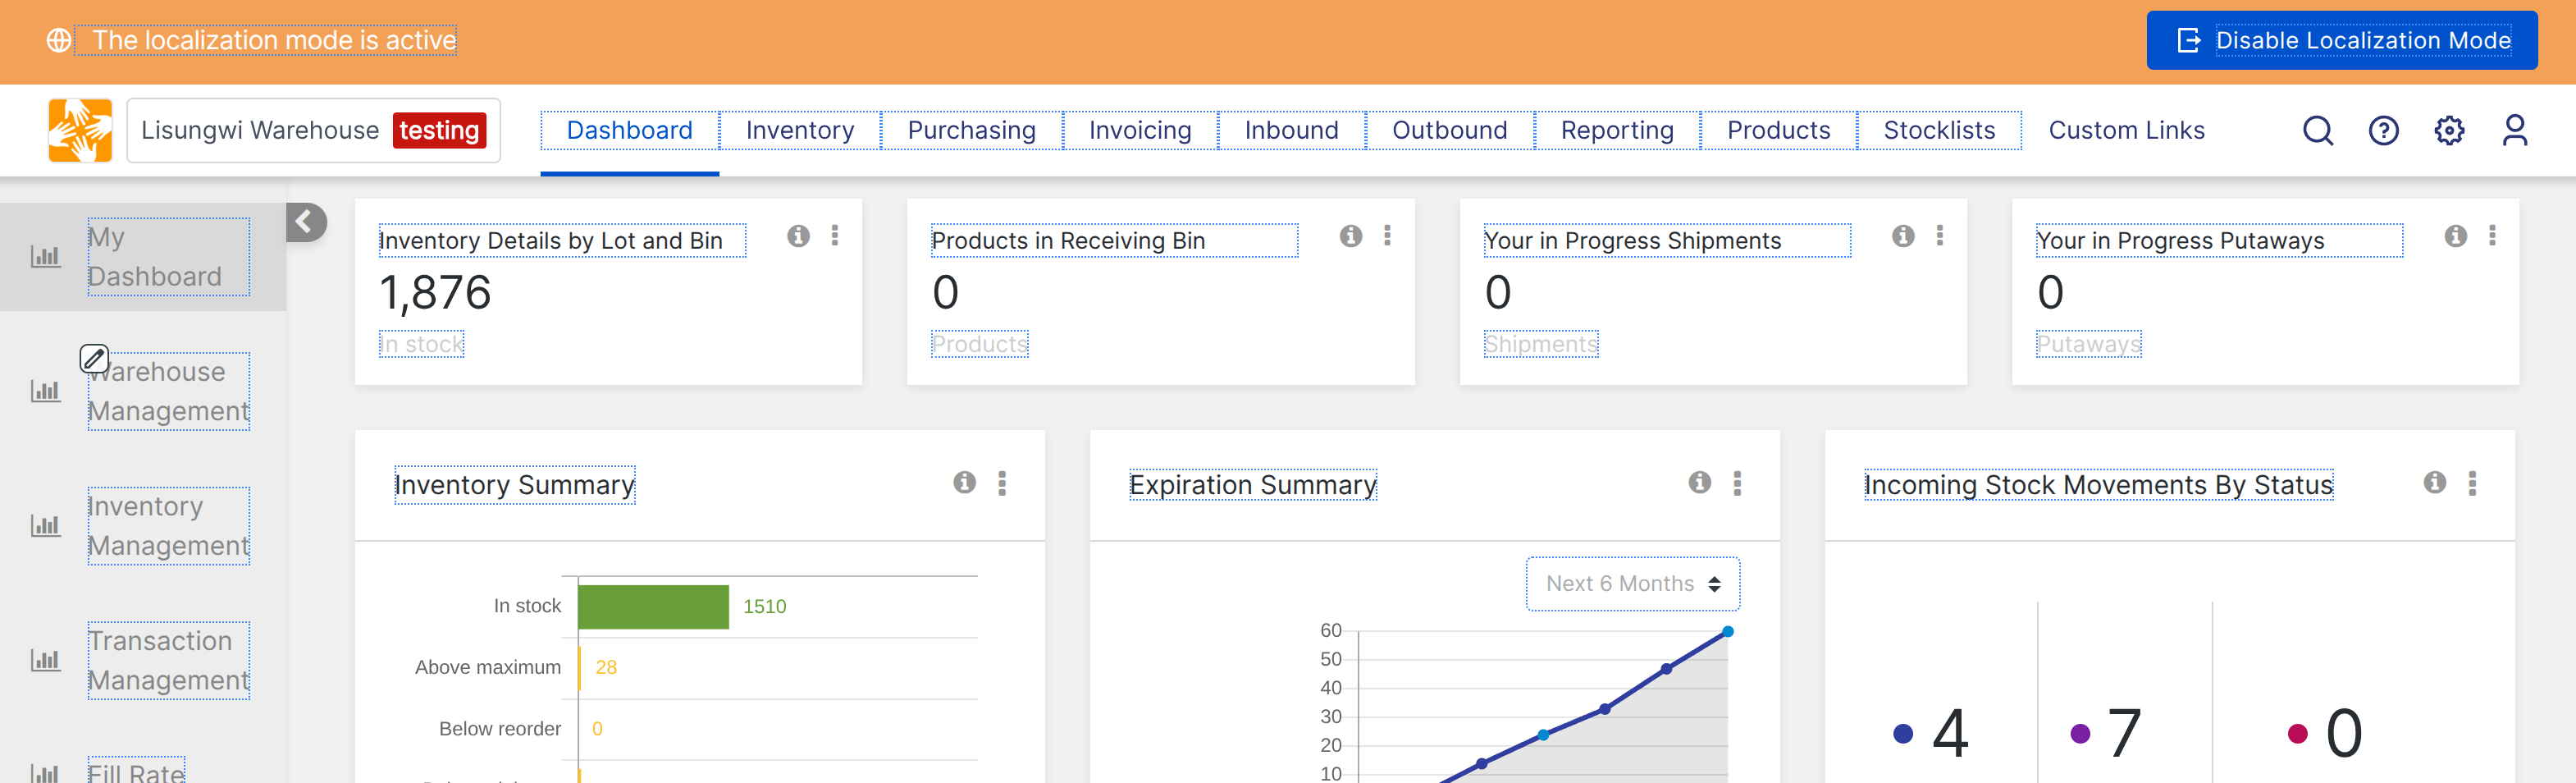 The localization mode is active
Disable Localization Mode
Lisungwi Warehouse testing
Dashboard Inventory Purchasing Invoicing Inbound Outbound Reporting Products Stocklists Custom Links
My
Dashboard
Warehouse
Management
Inventory
Management
Transaction
Management
Fill Rate
Inventory Details by Lot and Bin
1,876
In stock
Products in Receiving Bin
0
Products
Your in Progress Shipments
0
Shipments
Your in Progress Putaways
0
Putaways
Inventory Summary
In stock 1510
Above maximum 28
Below reorder 0
Expiration Summary
Next 6 Months
60
50
40
30
20
10
Incoming Stock Movements By Status
4 7 0